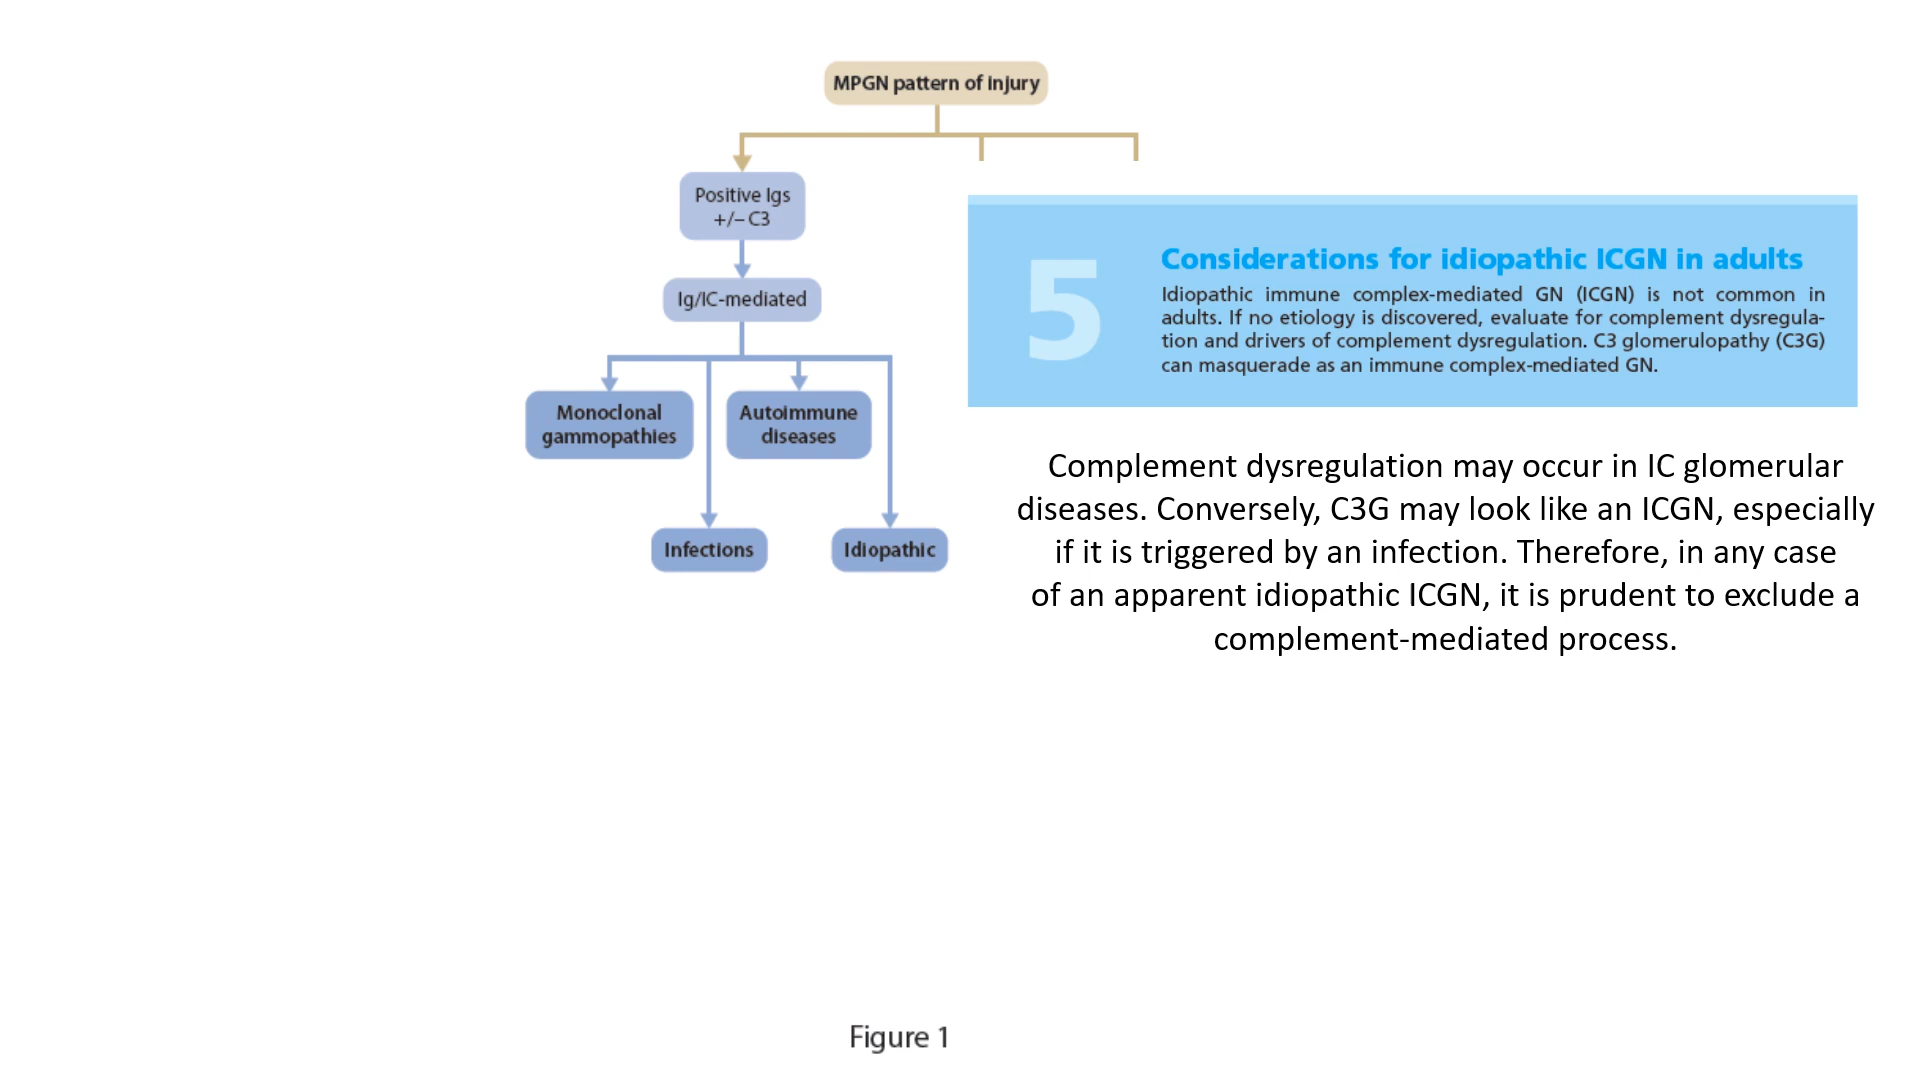 MPGN pattern of injury
Positive Igs
+/– C3
Ig/IC-mediated
Monoclonal
gammopathies
Autoimmune
diseases
Infections
Idiopathic
5
Considerations for idiopathic ICGN in adults
Idiopathic immune complex-mediated GN (ICGN) is not common in
adults. If no etiology is discovered, evaluate for complement dysregula-
tion and drivers of complement dysregulation. C3 glomerulopathy (C3G)
can masquerade as an immune complex-mediated GN.
Complement dysregulation may occur in IC glomerular
diseases. Conversely, C3G may look like an ICGN, especially
if it is triggered by an infection. Therefore, in any case
of an apparent idiopathic ICGN, it is prudent to exclude a
complement-mediated process.
Figure 1